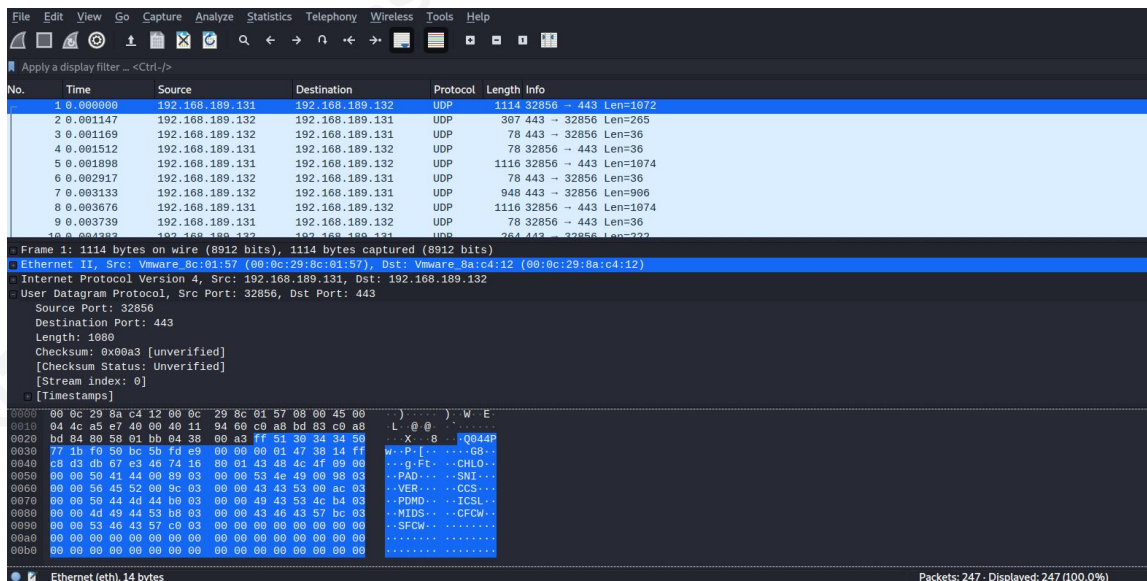 File Edit View Go Capture Analyze Statistics Telephony Wireless Tools Help
Apply a display filter ... <Ctrl-/>
No. Time Source Destination Protocol Length Info
1 0.000000 192.168.189.131 192.168.189.132 UDP 1114 32856 → 443 Len=1072
2 0.001147 192.168.189.132 192.168.189.131 UDP 307 443 → 32856 Len=265
3 0.001169 192.168.189.132 192.168.189.131 UDP 78 443 → 32856 Len=36
4 0.001512 192.168.189.131 192.168.189.132 UDP 78 32856 → 443 Len=36
5 0.001898 192.168.189.131 192.168.189.132 UDP 1116 32856 → 443 Len=1074
6 0.002917 192.168.189.132 192.168.189.131 UDP 78 443 → 32856 Len=36
7 0.003133 192.168.189.132 192.168.189.131 UDP 948 443 → 32856 Len=906
8 0.003676 192.168.189.131 192.168.189.132 UDP 1116 32856 → 443 Len=1074
9 0.003739 192.168.189.131 192.168.189.132 UDP 78 32856 → 443 Len=36
10 0.004383 192.168.189.132 192.168.189.131 UDP 264 443 → 32856 Len=222
Frame 1: 1114 bytes on wire (8912 bits), 1114 bytes captured (8912 bits)
Ethernet II, Src: Vmware_8c:01:57 (00:0c:29:8c:01:57), Dst: Vmware_8a:c4:12 (00:0c:29:8a:c4:12)
Internet Protocol Version 4, Src: 192.168.189.131, Dst: 192.168.189.132
User Datagram Protocol, Src Port: 32856, Dst Port: 443
Source Port: 32856
Destination Port: 443
Length: 1080
Checksum: 0x00a3 [unverified]
[Checksum Status: Unverified]
[Stream index: 0]
[Timestamps]
0000 00 0c 29 8a c4 12 00 0c 29 8c 01 57 08 00 45 00 ··)····· )··W··E·
0010 04 4c a5 e7 40 00 40 11 94 60 c0 a8 bd 83 c0 a8 ·L··@·@· ·`······
0020 bd 84 80 58 01 bb 04 38 00 a3 ff 51 30 34 34 50 ···X···8 ···Q044P
0030 77 1b f0 50 bc 5b fd e9 00 00 00 01 47 38 14 ff w··P·[·· ····G8··
0040 c8 d3 db 67 e3 46 74 16 80 01 43 48 4c 4f 09 00 ···g·Ft· ··CHLO··
0050 00 00 50 41 44 00 89 03 00 00 53 4e 49 00 98 03 ··PAD··· ··SNI···
0060 00 00 56 45 52 00 9c 03 00 00 43 43 53 00 ac 03 ··VER··· ··CCS···
0070 00 00 50 44 4d 44 b0 03 00 00 49 43 53 4c b4 03 ··PDMD·· ··ICSL··
0080 00 00 4d 49 44 53 b8 03 00 00 43 46 43 57 bc 03 ··MIDS·· ··CFCW··
0090 00 00 53 46 43 57 c0 03 00 00 00 00 00 00 00 00 ··SFCW·· ········
00a0 00 00 00 00 00 00 00 00 00 00 00 00 00 00 00 00 ········ ········
00b0 00 00 00 00 00 00 00 00 00 00 00 00 00 00 00 00 ········ ········
Ethernet (eth), 14 bytes Packets: 247 · Displayed: 247 (100.0%)